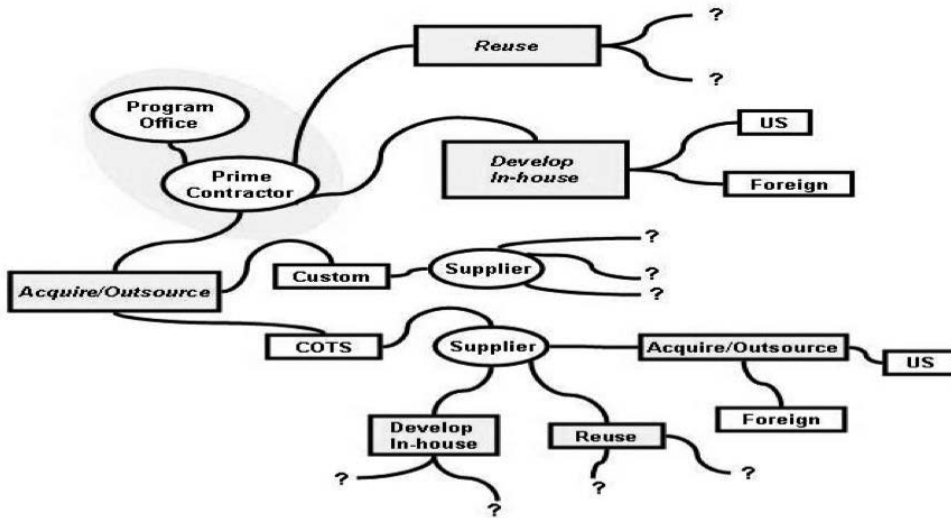 ?
Reuse
?
Program
Office
US
Develop
In-house
Prime
Contractor
Foreign
?
Supplier
Custom
?
Acquire/Outsource
?
COTS
Supplier
Acquire/Outsource
US
Foreign
Develop
In-house
Reuse
?
?
?
?